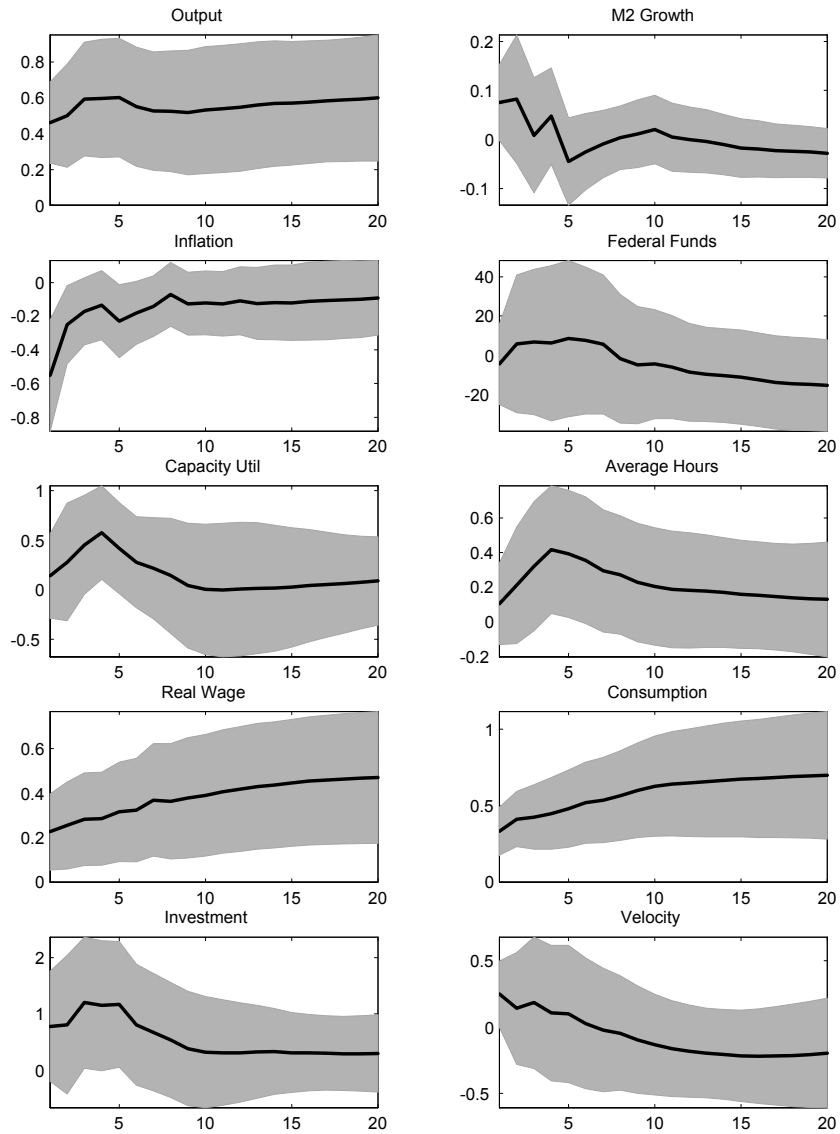 Output
0.8
0.6
0.4
0.2
0
5 10 15 20
M2 Growth
0.2
0.1
0
-0.1
5 10 15 20
Inflation
0
-0.2
-0.4
-0.6
-0.8
5 10 15 20
Federal Funds
40
20
0
-20
5 10 15 20
Capacity Util
1
0.5
0
-0.5
5 10 15 20
Average Hours
0.6
0.4
0.2
0
-0.2
5 10 15 20
Real Wage
0.6
0.4
0.2
0
5 10 15 20
Consumption
1
0.5
0
5 10 15 20
Investment
2
1
0
5 10 15 20
Velocity
0.5
0
-0.5
5 10 15 20